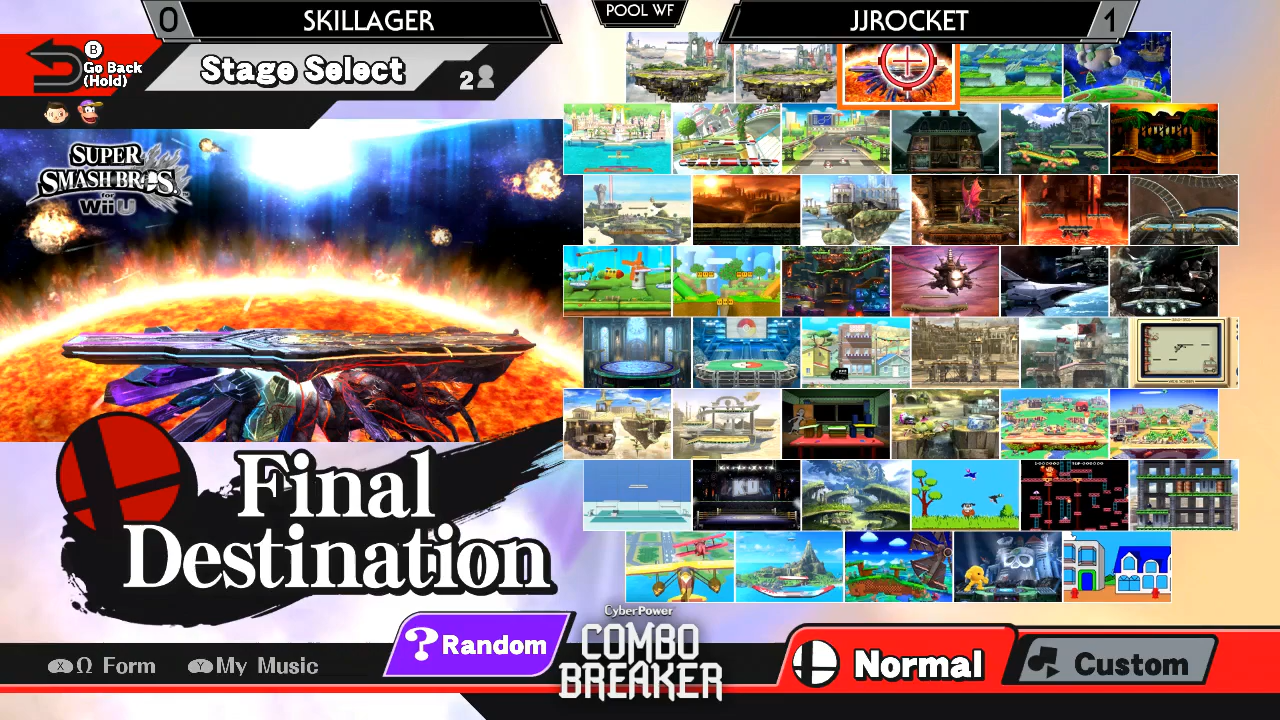 0
SKILLAGER
POOL WF
JJROCKET
1
B
Go Back
(Hold)
Stage Select
2
SUPER
SMASH BROS.
for
WiiU
Final
Destination
X Ω Form
Y My Music
? Random
CyberPower
COMBO
BREAKER
Normal
Custom